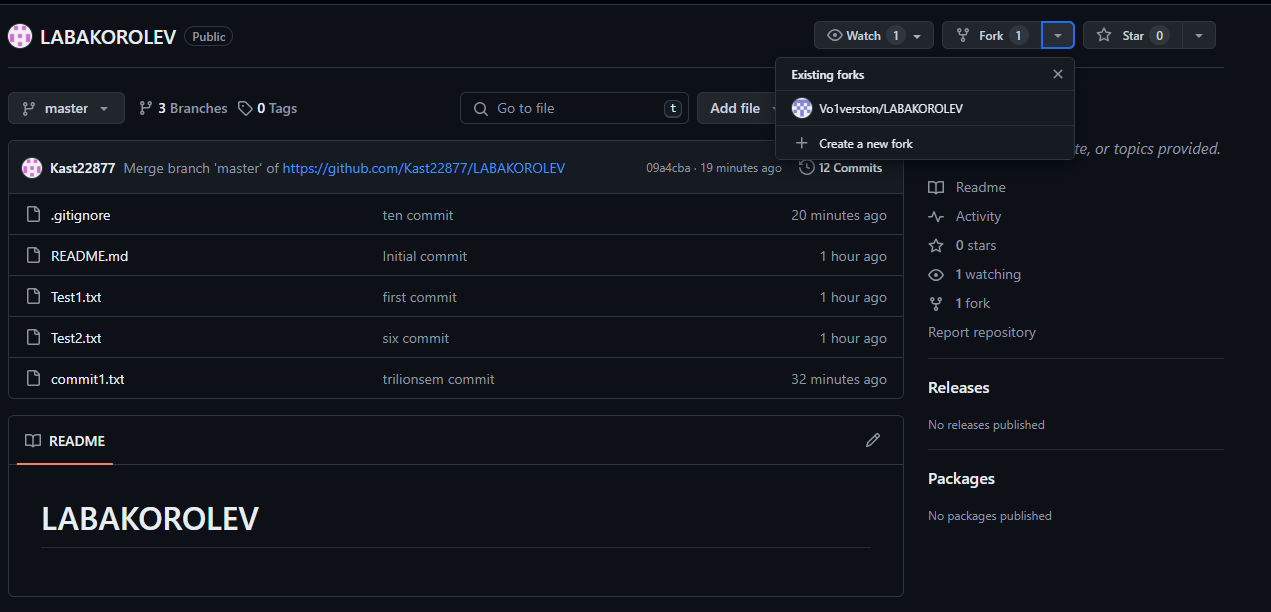 LABAKOROLEV Public Watch 1 Fork 1 Star 0
Existing forks
Vo1verston/LABAKOROLEV
Create a new fork
master 3 Branches 0 Tags Go to file t Add file
Kast22877 Merge branch 'master' of https://github.com/Kast22877/LABAKOROLEV 09a4cba · 19 minutes ago 12 Commits
.gitignore ten commit 20 minutes ago
README.md Initial commit 1 hour ago
Test1.txt first commit 1 hour ago
Test2.txt six commit 1 hour ago
commit1.txt trilionsem commit 32 minutes ago
README
LABAKOROLEV
or topics provided.
Readme
Activity
0 stars
1 watching
1 fork
Report repository
Releases
No releases published
Packages
No packages published